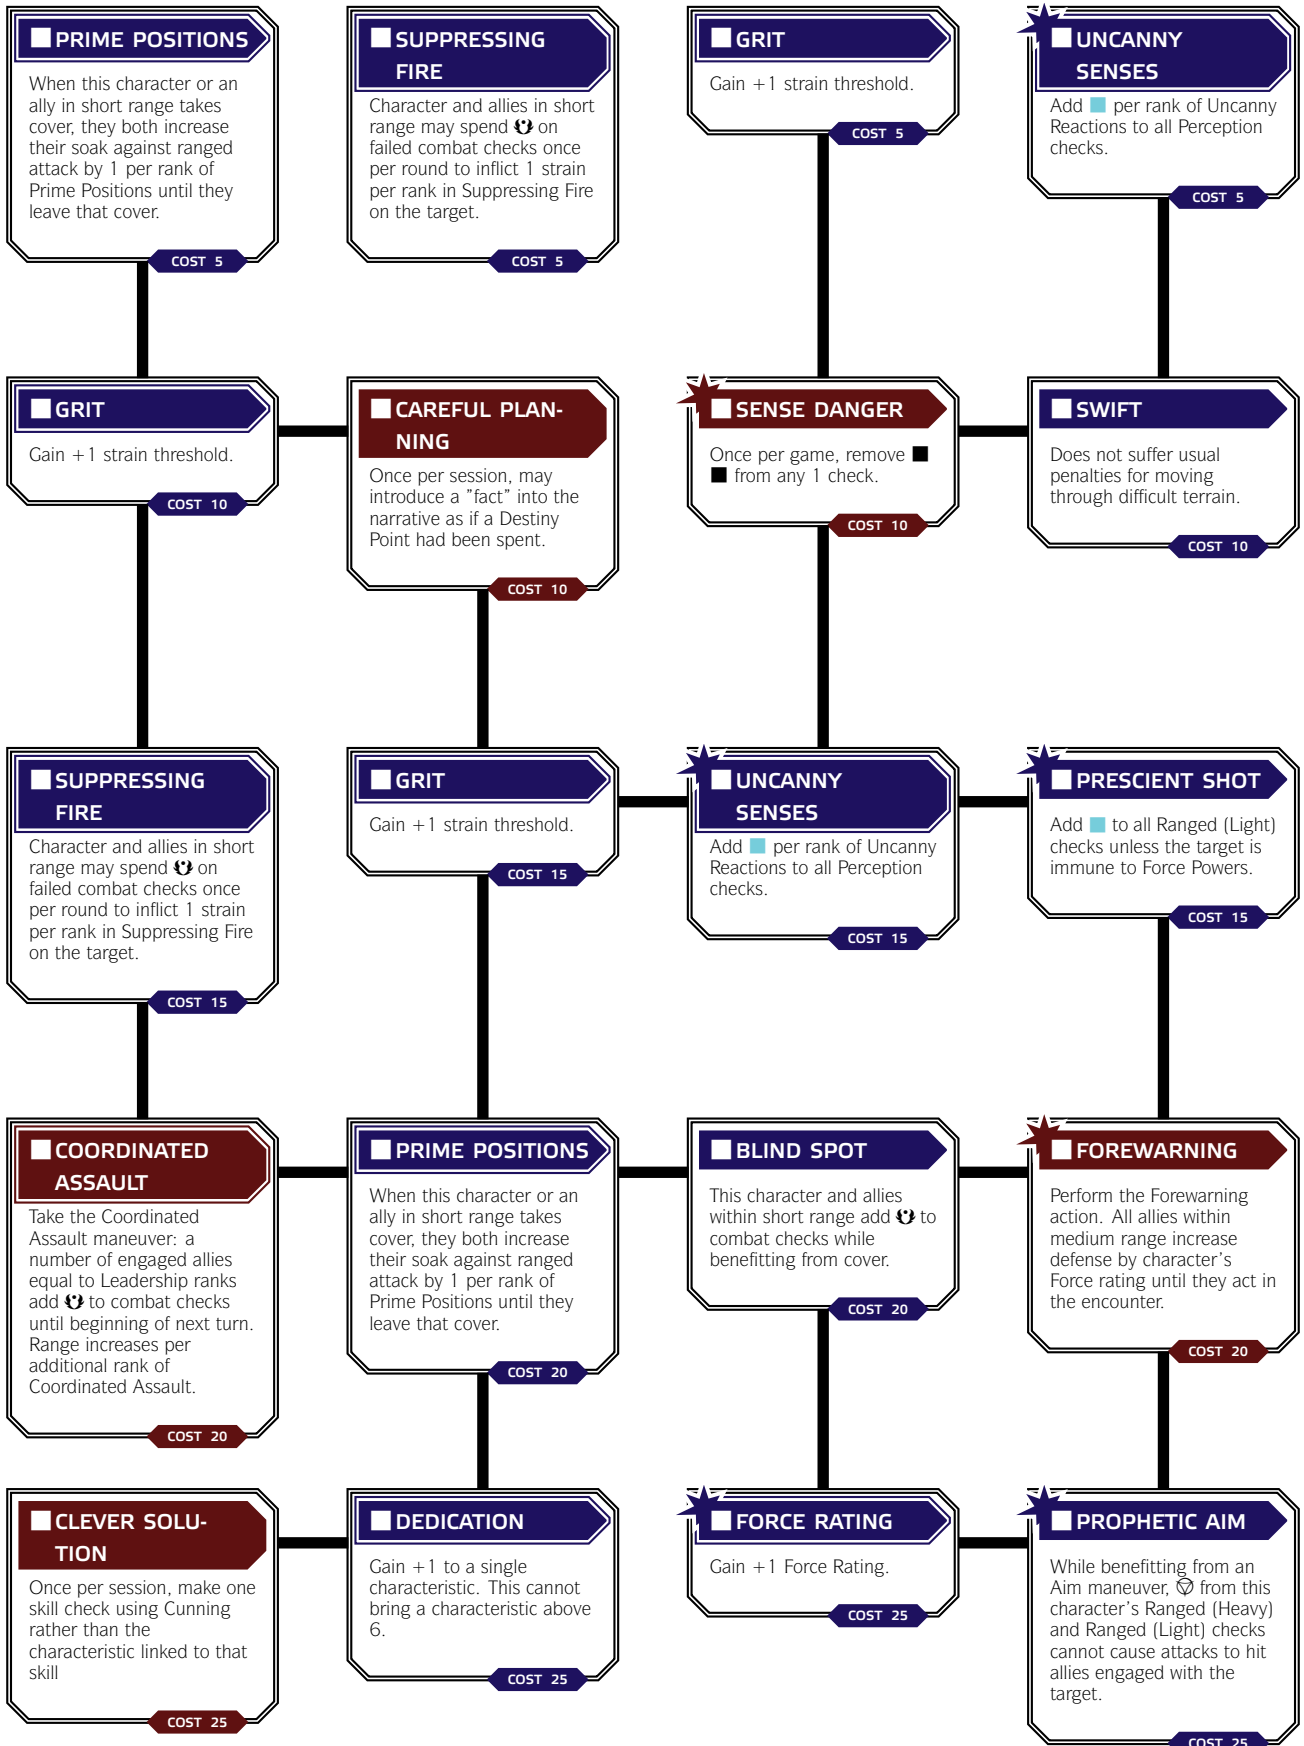 PRIME POSITIONS
When this character or an
ally in short range takes
cover, they both increase
their soak against ranged
attack by 1 per rank of
Prime Positions until they
leave that cover.
COST 5
SUPPRESSING
FIRE
Character and allies in short
range may spend on
failed combat checks once
per round to inflict 1 strain
per rank in Suppressing Fire
on the target.
COST 5
GRIT
Gain +1 strain threshold.
COST 5
UNCANNY
SENSES
Add per rank of Uncanny
Reactions to all Perception
checks.
COST 5
GRIT
Gain +1 strain threshold.
COST 10
CAREFUL PLAN-
NING
Once per session, may
introduce a "fact" into the
narrative as if a Destiny
Point had been spent.
COST 10
SENSE DANGER
Once per game, remove
from any 1 check.
COST 10
SWIFT
Does not suffer usual
penalties for moving
through difficult terrain.
COST 10
SUPPRESSING
FIRE
Character and allies in short
range may spend on
failed combat checks once
per round to inflict 1 strain
per rank in Suppressing Fire
on the target.
COST 15
GRIT
Gain +1 strain threshold.
COST 15
UNCANNY
SENSES
Add per rank of Uncanny
Reactions to all Perception
checks.
COST 15
PRESCIENT SHOT
Add to all Ranged (Light)
checks unless the target is
immune to Force Powers.
COST 15
COORDINATED
ASSAULT
Take the Coordinated
Assault maneuver: a
number of engaged allies
equal to Leadership ranks
add to combat checks
until beginning of next turn.
Range increases per
additional rank of
Coordinated Assault.
COST 20
PRIME POSITIONS
When this character or an
ally in short range takes
cover, they both increase
their soak against ranged
attack by 1 per rank of
Prime Positions until they
leave that cover.
COST 20
BLIND SPOT
This character and allies
within short range add to
combat checks while
benefitting from cover.
COST 20
FOREWARNING
Perform the Forewarning
action. All allies within
medium range increase
defense by character's
Force rating until they act in
the encounter.
COST 20
CLEVER SOLU-
TION
Once per session, make one
skill check using Cunning
rather than the
characteristic linked to that
skill
COST 25
DEDICATION
Gain +1 to a single
characteristic. This cannot
bring a characteristic above
6.
COST 25
FORCE RATING
Gain +1 Force Rating.
COST 25
PROPHETIC AIM
While benefitting from an
Aim maneuver, from this
character's Ranged (Heavy)
and Ranged (Light) checks
cannot cause attacks to hit
allies engaged with the
target.
COST 25